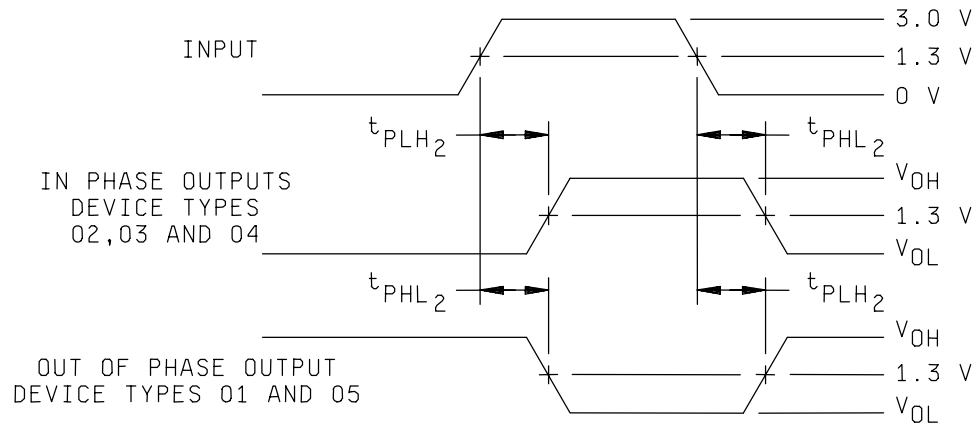 3.0 V
INPUT
1.3 V
0 V
tPLH2
tPHL2
IN PHASE OUTPUTS
DEVICE TYPES
02,03 AND 04
VOH
1.3 V
VOL
tPHL2
tPLH2
VOH
OUT OF PHASE OUTPUT
DEVICE TYPES 01 AND 05
1.3 V
VOL